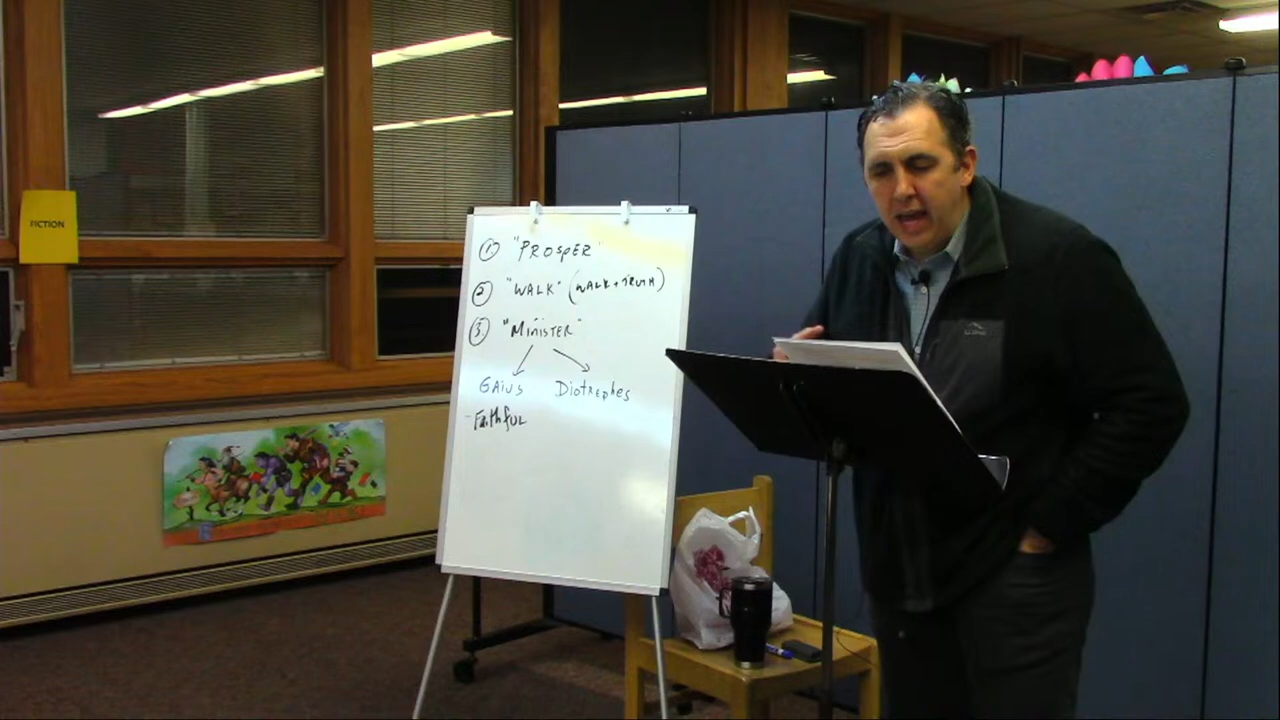 FICTION
① "PROSPER"
② "WALK" (WALK + TRUTH)
③ "MiNiSTER"
GAiUS Diotrephes
- FaithfUL